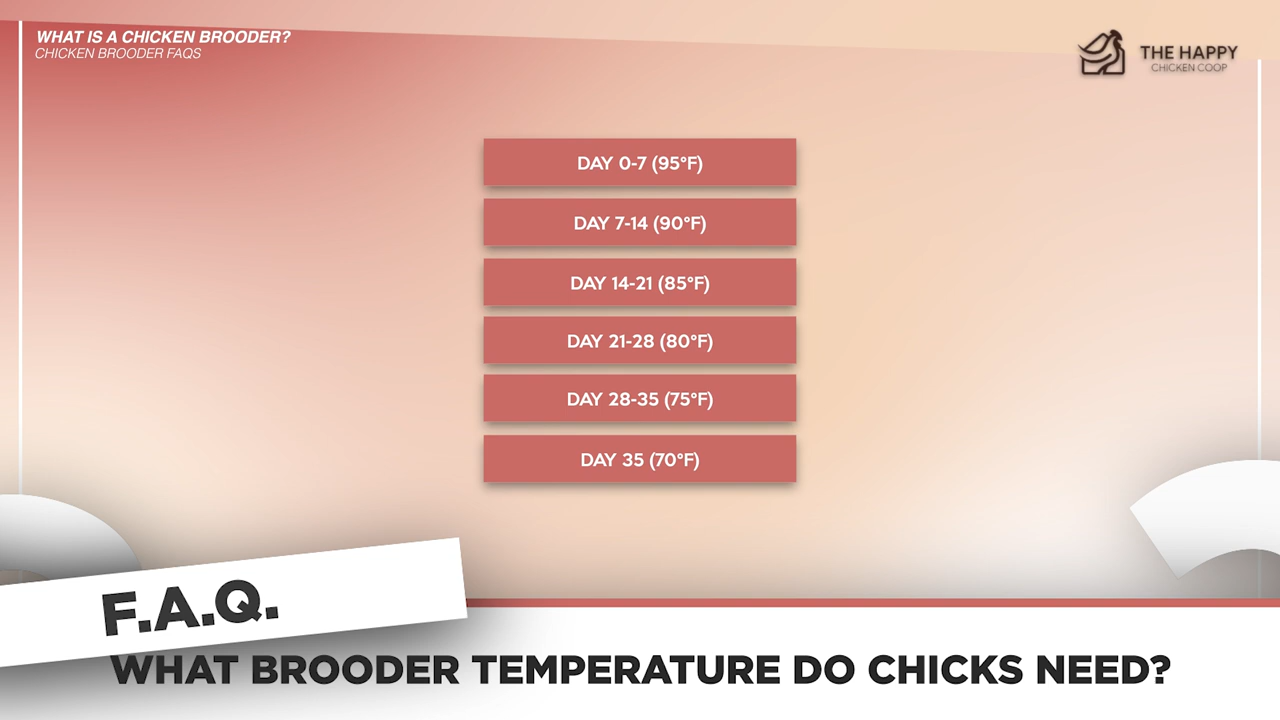 WHAT IS A CHICKEN BROODER?
CHICKEN BROODER FAQS
THE HAPPY
CHICKEN COOP
DAY 0-7 (95°F)
DAY 7-14 (90°F)
DAY 14-21 (85°F)
DAY 21-28 (80°F)
DAY 28-35 (75°F)
DAY 35 (70°F)
F.A.Q.
WHAT BROODER TEMPERATURE DO CHICKS NEED?